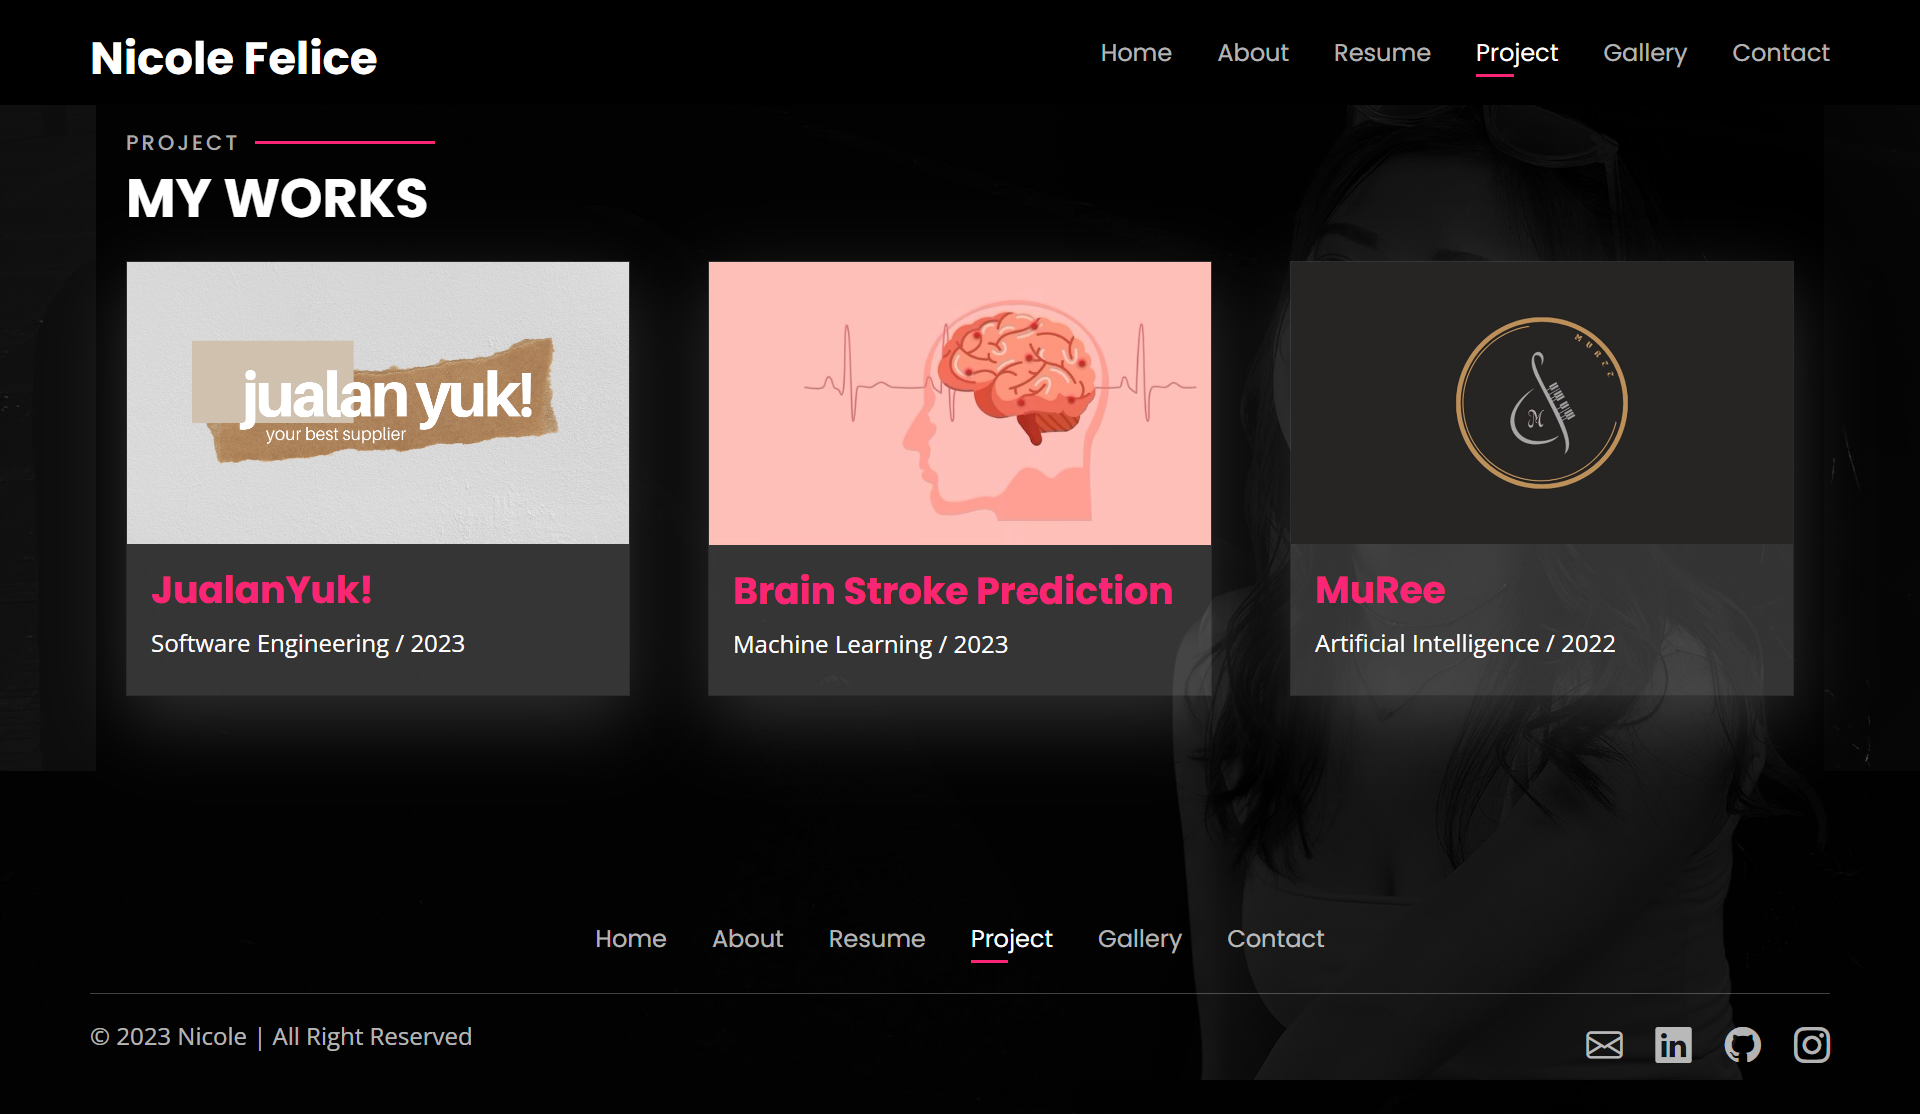 Nicole Felice
Home About Resume Project Gallery Contact
PROJECT
MY WORKS
jualan yuk!
your best supplier
JualanYuk!
Software Engineering / 2023
Brain Stroke Prediction
Machine Learning / 2023
M
MuRee
Artificial Intelligence / 2022
Home About Resume Project Gallery Contact
© 2023 Nicole | All Right Reserved
in